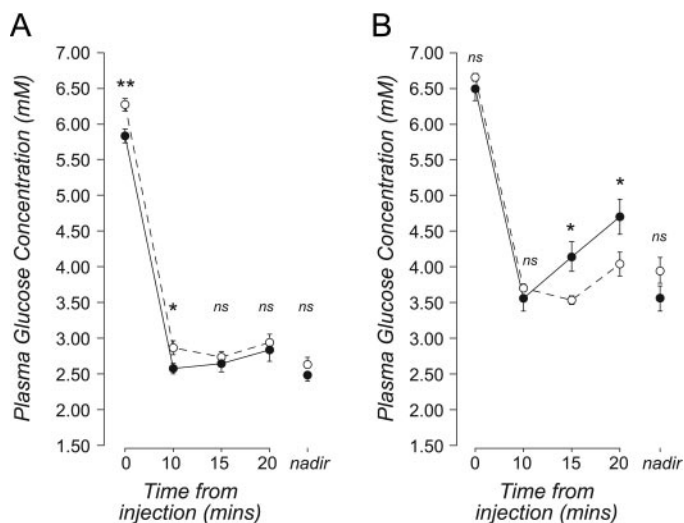 A
Plasma Glucose Concentration (mM)
7.00
6.50
6.00
5.50
5.00
4.50
4.00
3.50
3.00
2.50
2.00
1.50
**
*
ns
ns
ns
0
10
15
20
nadir
Time from
injection (mins)
B
Plasma Glucose Concentration (mM)
7.00
6.50
6.00
5.50
5.00
4.50
4.00
3.50
3.00
2.50
2.00
1.50
ns
ns
*
*
ns
0
10
15
20
nadir
Time from
injection (mins)